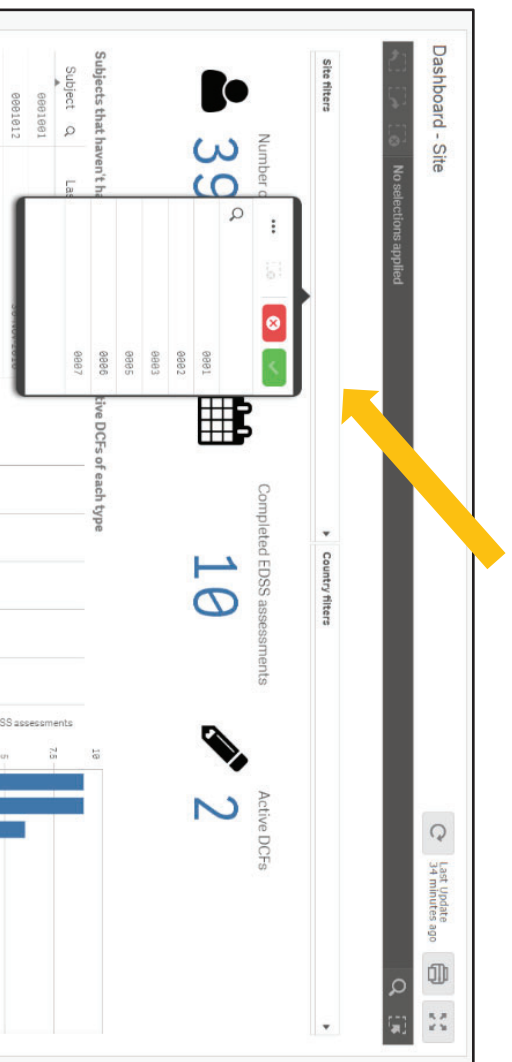 Dashboard - Site
Last Update
34 minutes ago
No selections applied
Site filters
Country filters
Number
39
Completed EDSS assessments
10
Active DCFs
2
0001
0002
0003
0005
0006
0007
Subjects that haven't
DCFs of each type
Subject
0001001
0001012
assessments
10
7.5
5